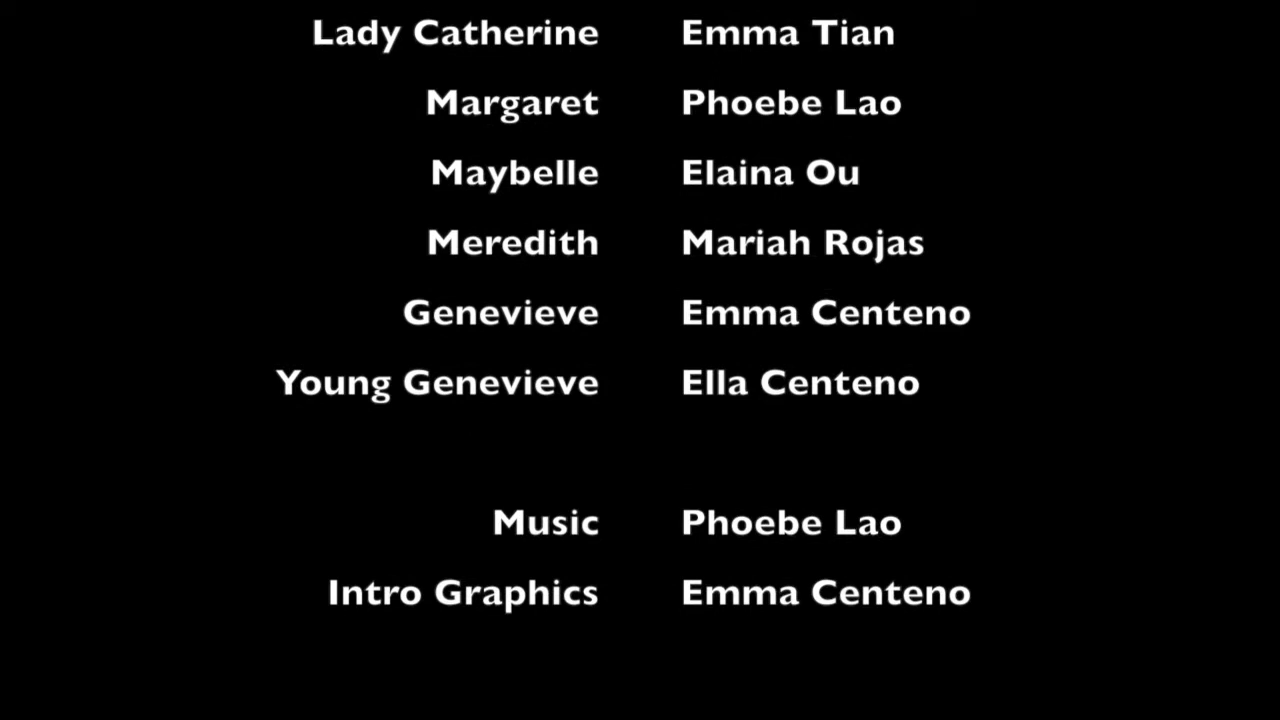 Lady Catherine Emma Tian
Margaret Phoebe Lao
Maybelle Elaina Ou
Meredith Mariah Rojas
Genevieve Emma Centeno
Young Genevieve Ella Centeno
Music Phoebe Lao
Intro Graphics Emma Centeno